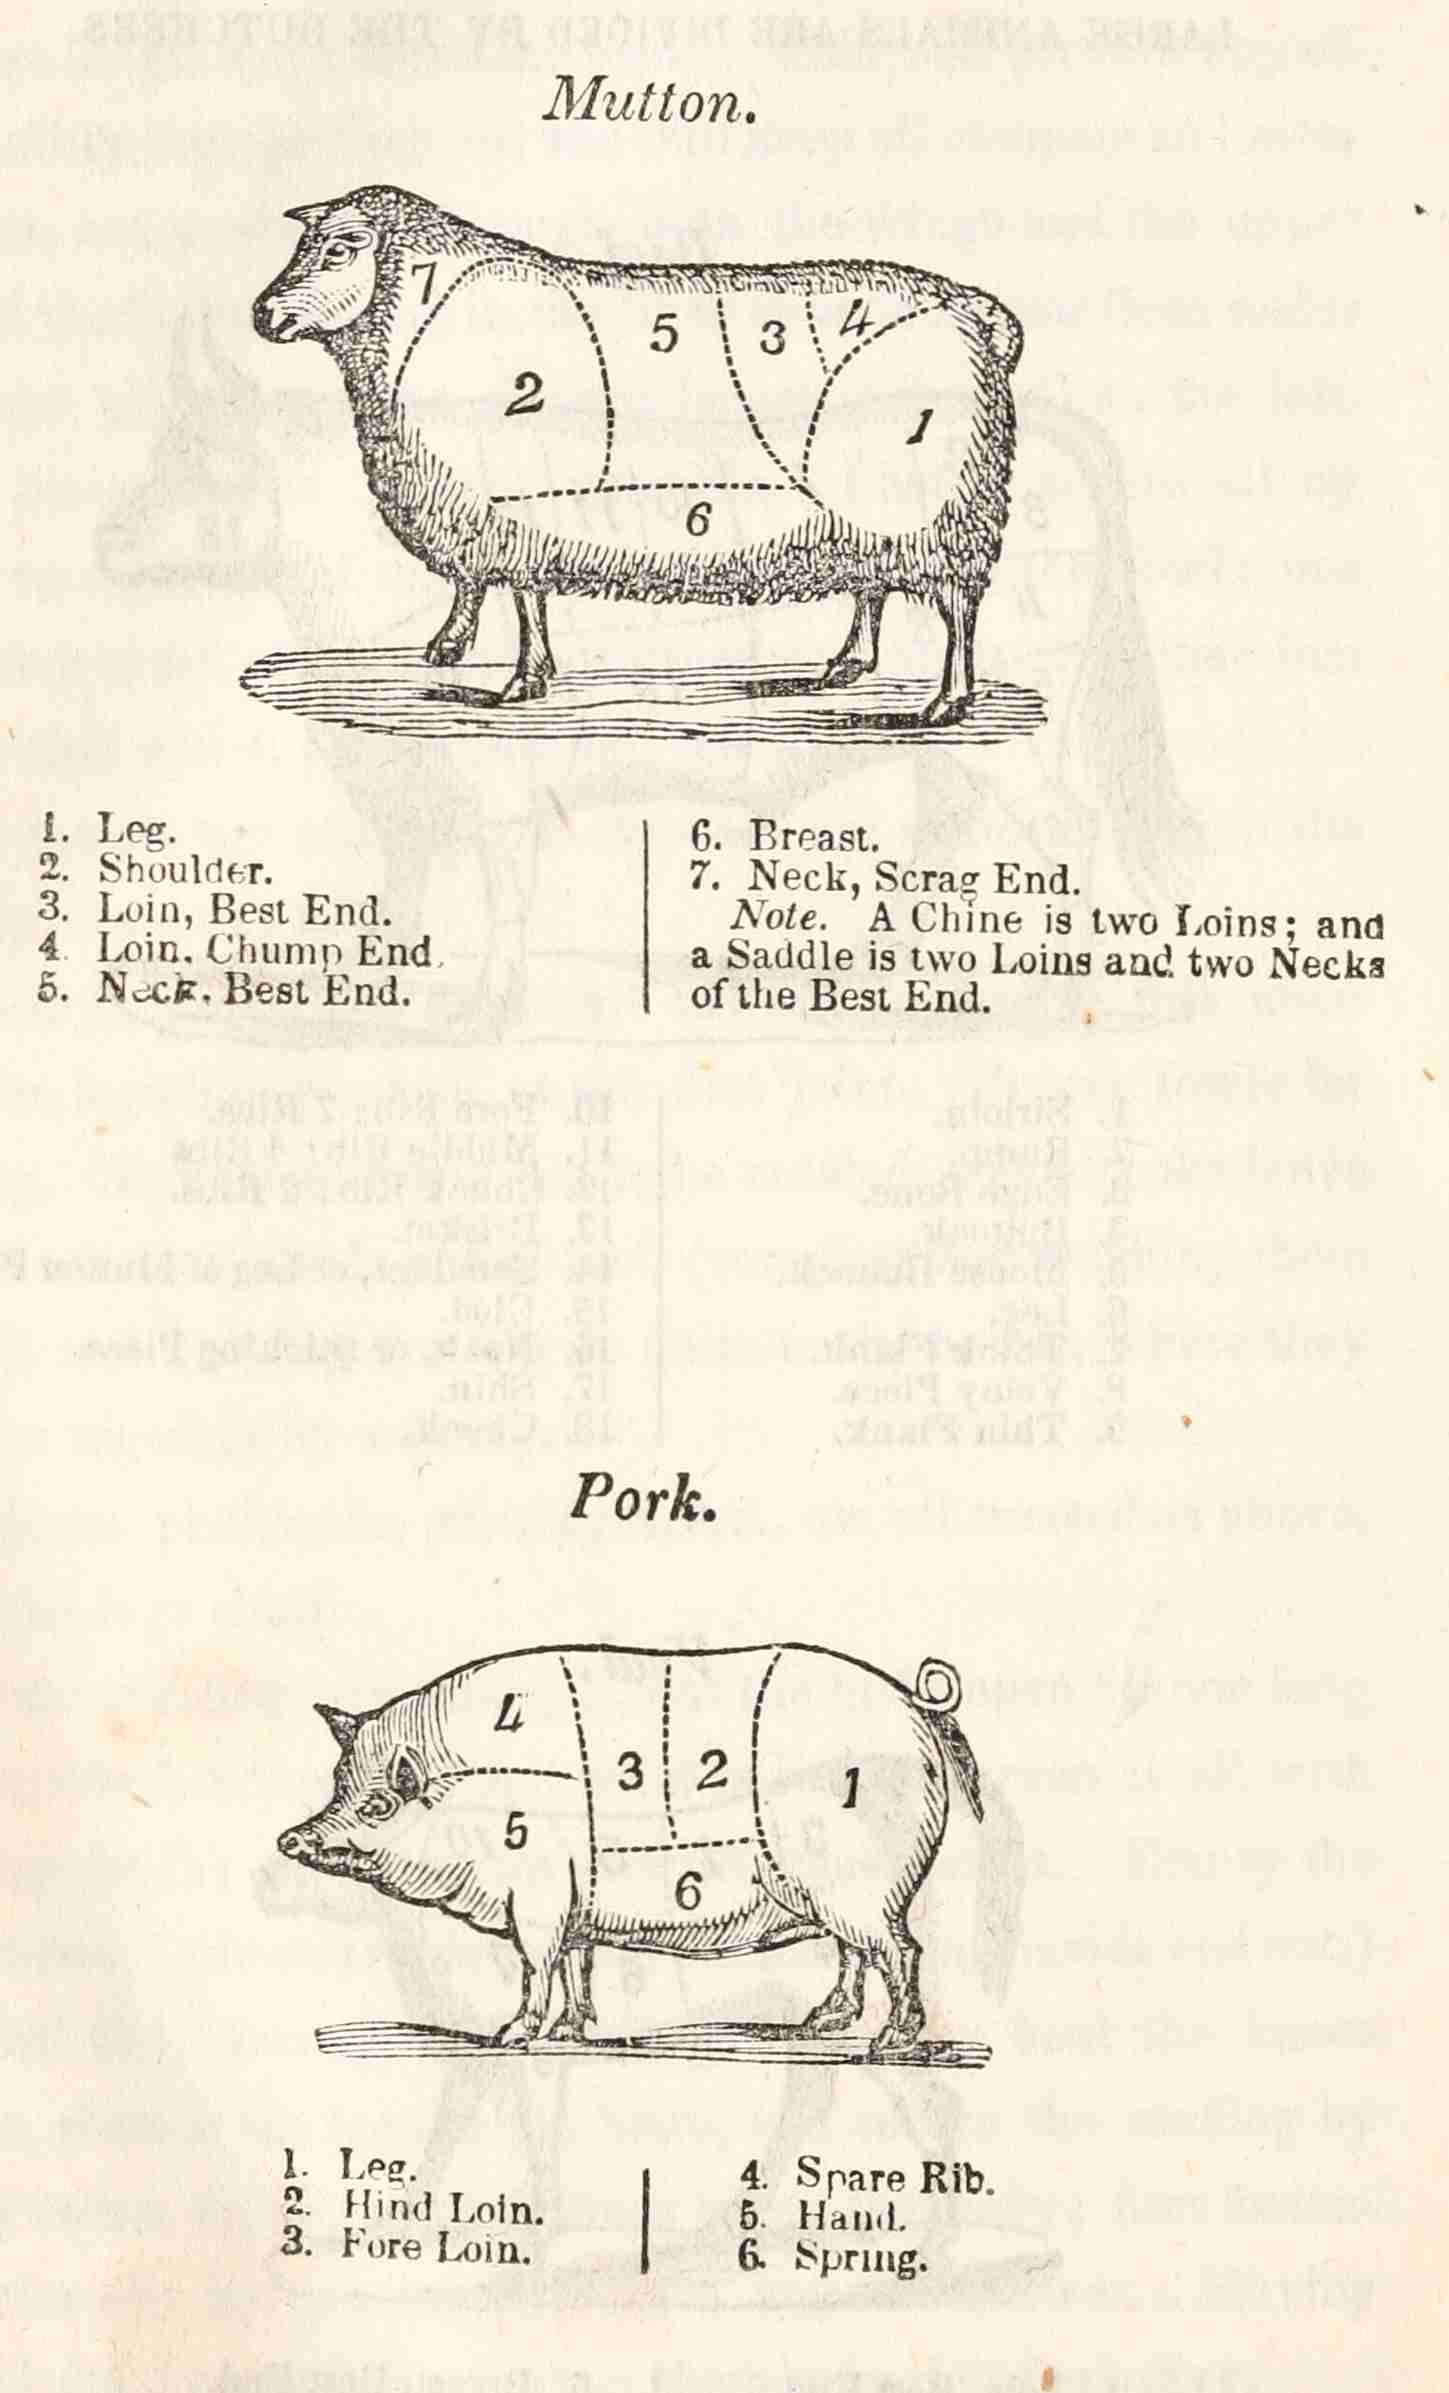 Mutton.
7
5
3
4
2
1
6
1. Leg.
2. Shoulder.
3. Loin, Best End.
4. Loin, Chump End.
5. Neck, Best End.
6. Breast.
7. Neck, Scrag End.
Note. A Chine is two Loins; and
a Saddle is two Loins and two Necks
of the Best End.
Pork.
4
3
2
1
5
6
1. Leg.
2. Hind Loin.
3. Fore Loin.
4. Spare Rib.
5. Hand.
6. Spring.